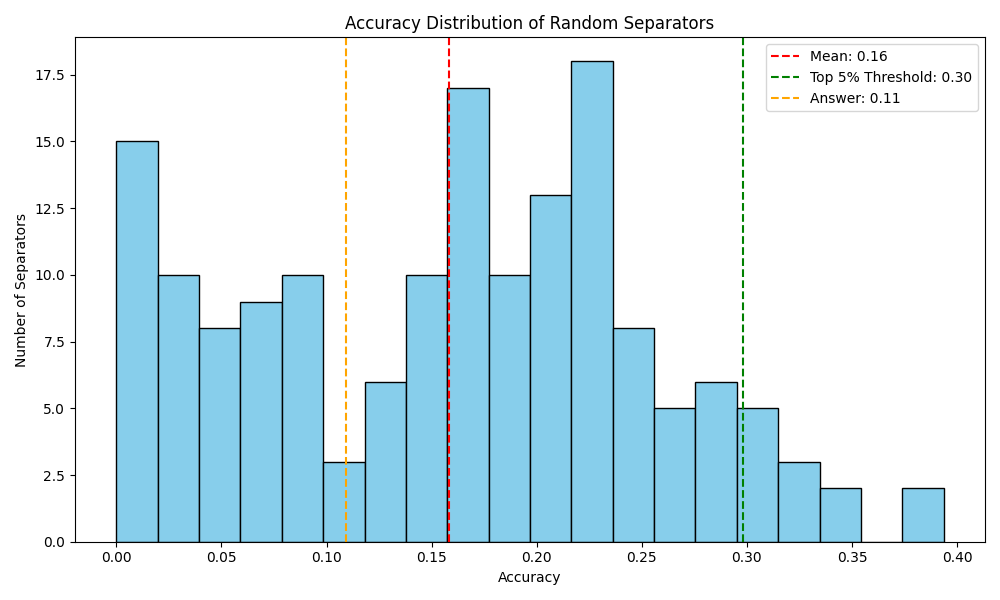 Accuracy Distribution of Random Separators
Mean: 0.16
Top 5% Threshold: 0.30
Answer: 0.11
Number of Separators
17.5
15.0
12.5
10.0
7.5
5.0
2.5
0.0
0.00 0.05 0.10 0.15 0.20 0.25 0.30 0.35 0.40
Accuracy